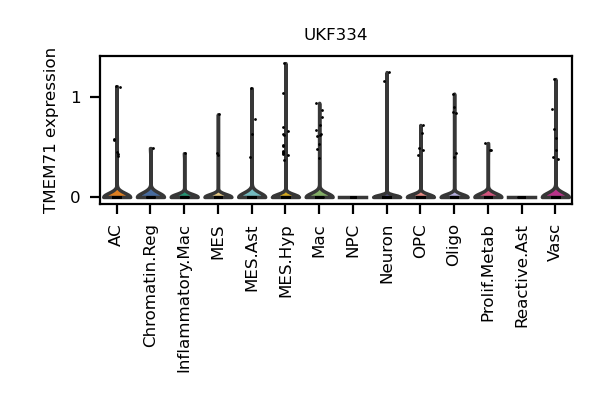 UKF334
TMEM71 expression
1
0
AC
Chromatin.Reg
Inflammatory.Mac
MES
MES.Ast
MES.Hyp
Mac
NPC
Neuron
OPC
Oligo
Prolif.Metab
Reactive.Ast
Vasc